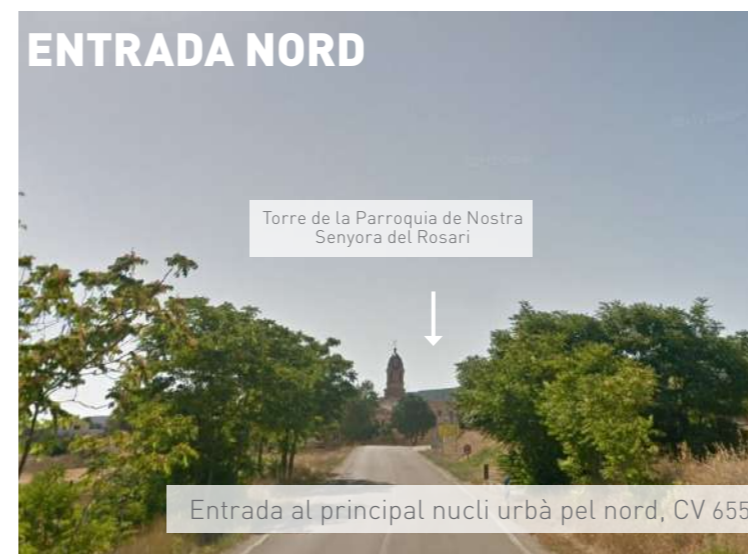 ENTRADA NORD
Torre de la Parroquia de Nostra
Senyora del Rosari
Entrada al principal nucli urbà pel nord, CV 655